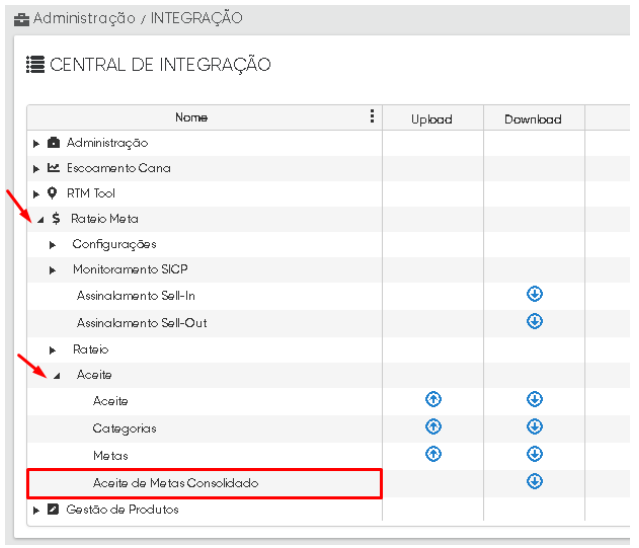 Administração / INTEGRAÇÃO
CENTRAL DE INTEGRAÇÃO
Nome Upload Download
Administração
Escoamento Cana
RTM Tool
Rateio Meta
Configurações
Monitoramento SICP
Assinalamento Sell-In
Assinalamento Sell-Out
Rateio
Aceite
Aceite
Categorias
Metas
Aceite de Metas Consolidado
Gestão de Produtos